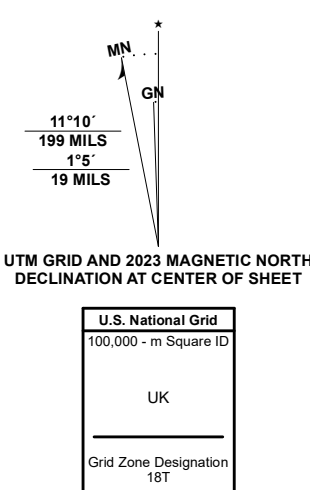 ★
MN
GN
11°10´
199 MILS
1°5´
19 MILS
UTM GRID AND 2023 MAGNETIC NORTH
DECLINATION AT CENTER OF SHEET
U.S. National Grid
100,000 - m Square ID
UK
Grid Zone Designation
18T